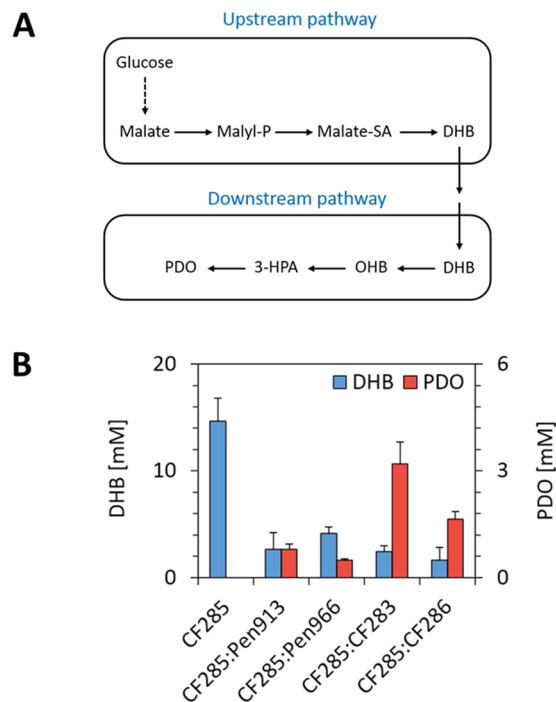 A
Upstream pathway
Glucose
Malate Malyl-P Malate-SA DHB
Downstream pathway
PDO 3-HPA OHB DHB
B
20 6
DHB PDO
DHB [mM]
10 3
PDO [mM]
0 0
CF285
CF285:Pen913
CF285:Pen966
CF285:CF283
CF285:CF286